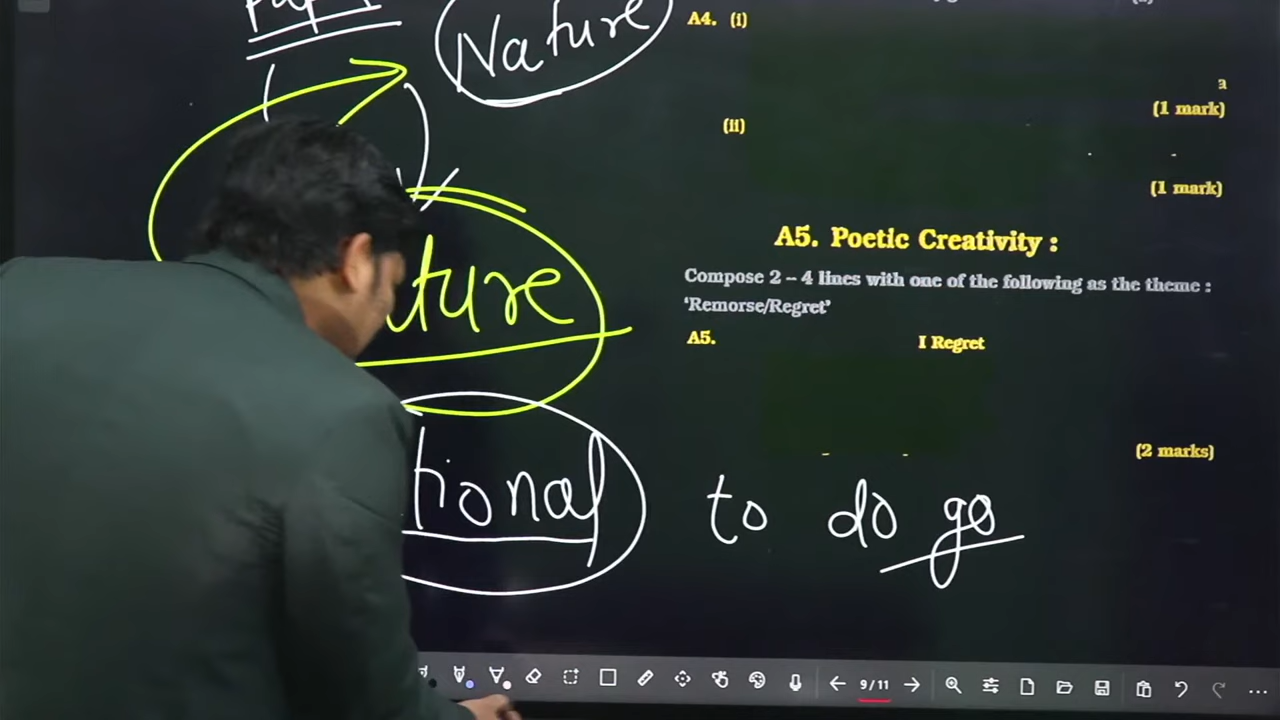 Nature
A4. (i)
(1 mark)
(ii)
(1 mark)
A5. Poetic Creativity :
Compose 2 – 4 lines with one of the following as the theme :
‘Remorse/Regret’
A5. I Regret
(2 marks)
ture
tional to do go
9/11